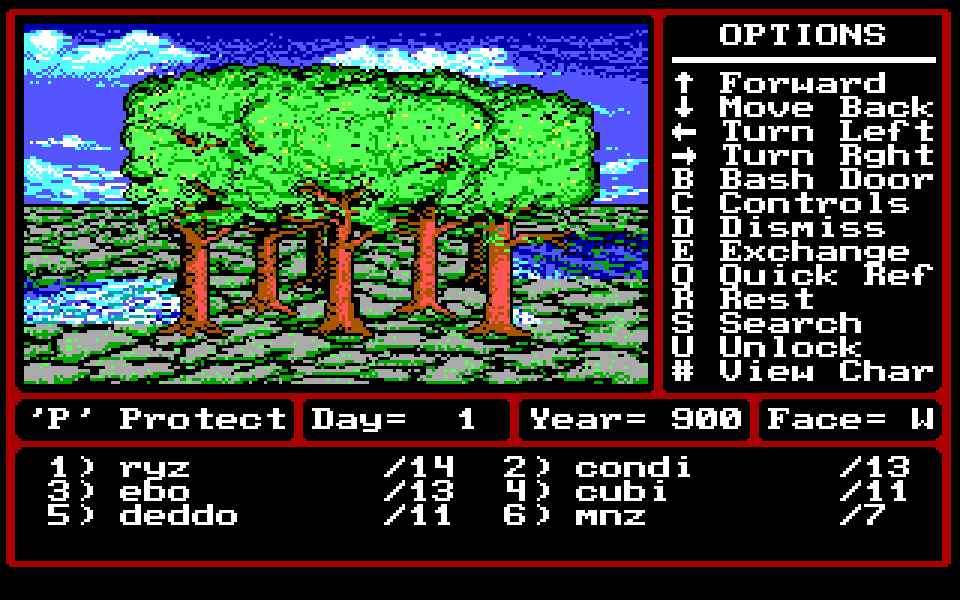 OPTIONS
↑ Forward
↓ Move Back
← Turn Left
→ Turn Rght
B Bash Door
C Controls
D Dismiss
E Exchange
Q Quick Ref
R Rest
S Search
U Unlock
# View Char
'P' Protect Day= 1 Year= 900 Face= W
1) ryz /14 2) condi /13
3) ebo /13 4) cubi /11
5) deddo /11 6) mnz /7